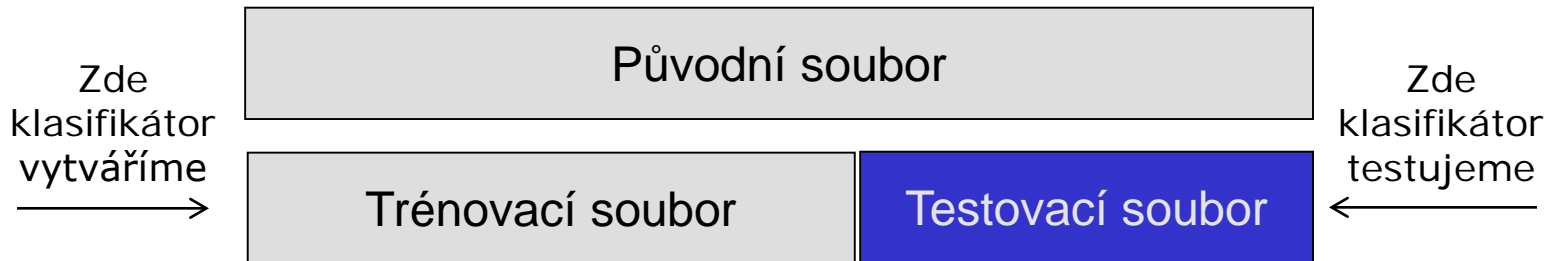 Původní soubor
Zde
klasifikátor
vytváříme
Zde
klasifikátor
testujeme
Trénovací soubor
Testovací soubor